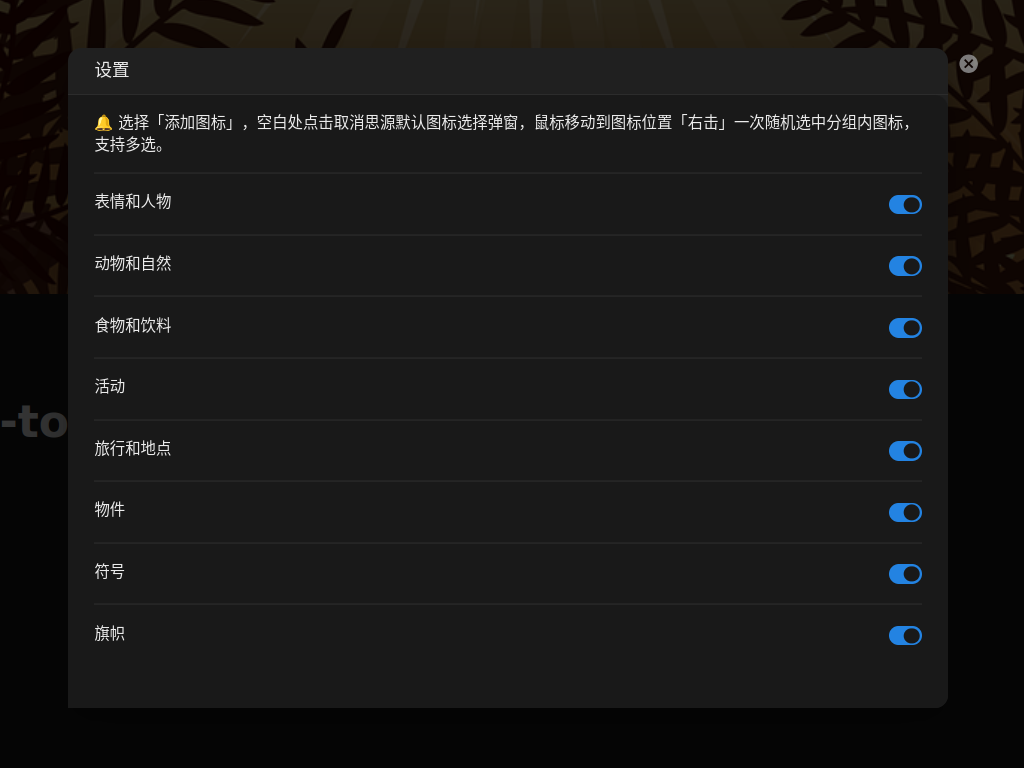 设置
🔔 选择「添加图标」，空白处点击取消思源默认图标选择弹窗，鼠标移动到图标位置「右击」一次随机选中分组内图标，
支持多选。
表情和人物
动物和自然
食物和饮料
活动
-to
旅行和地点
物件
符号
旗帜